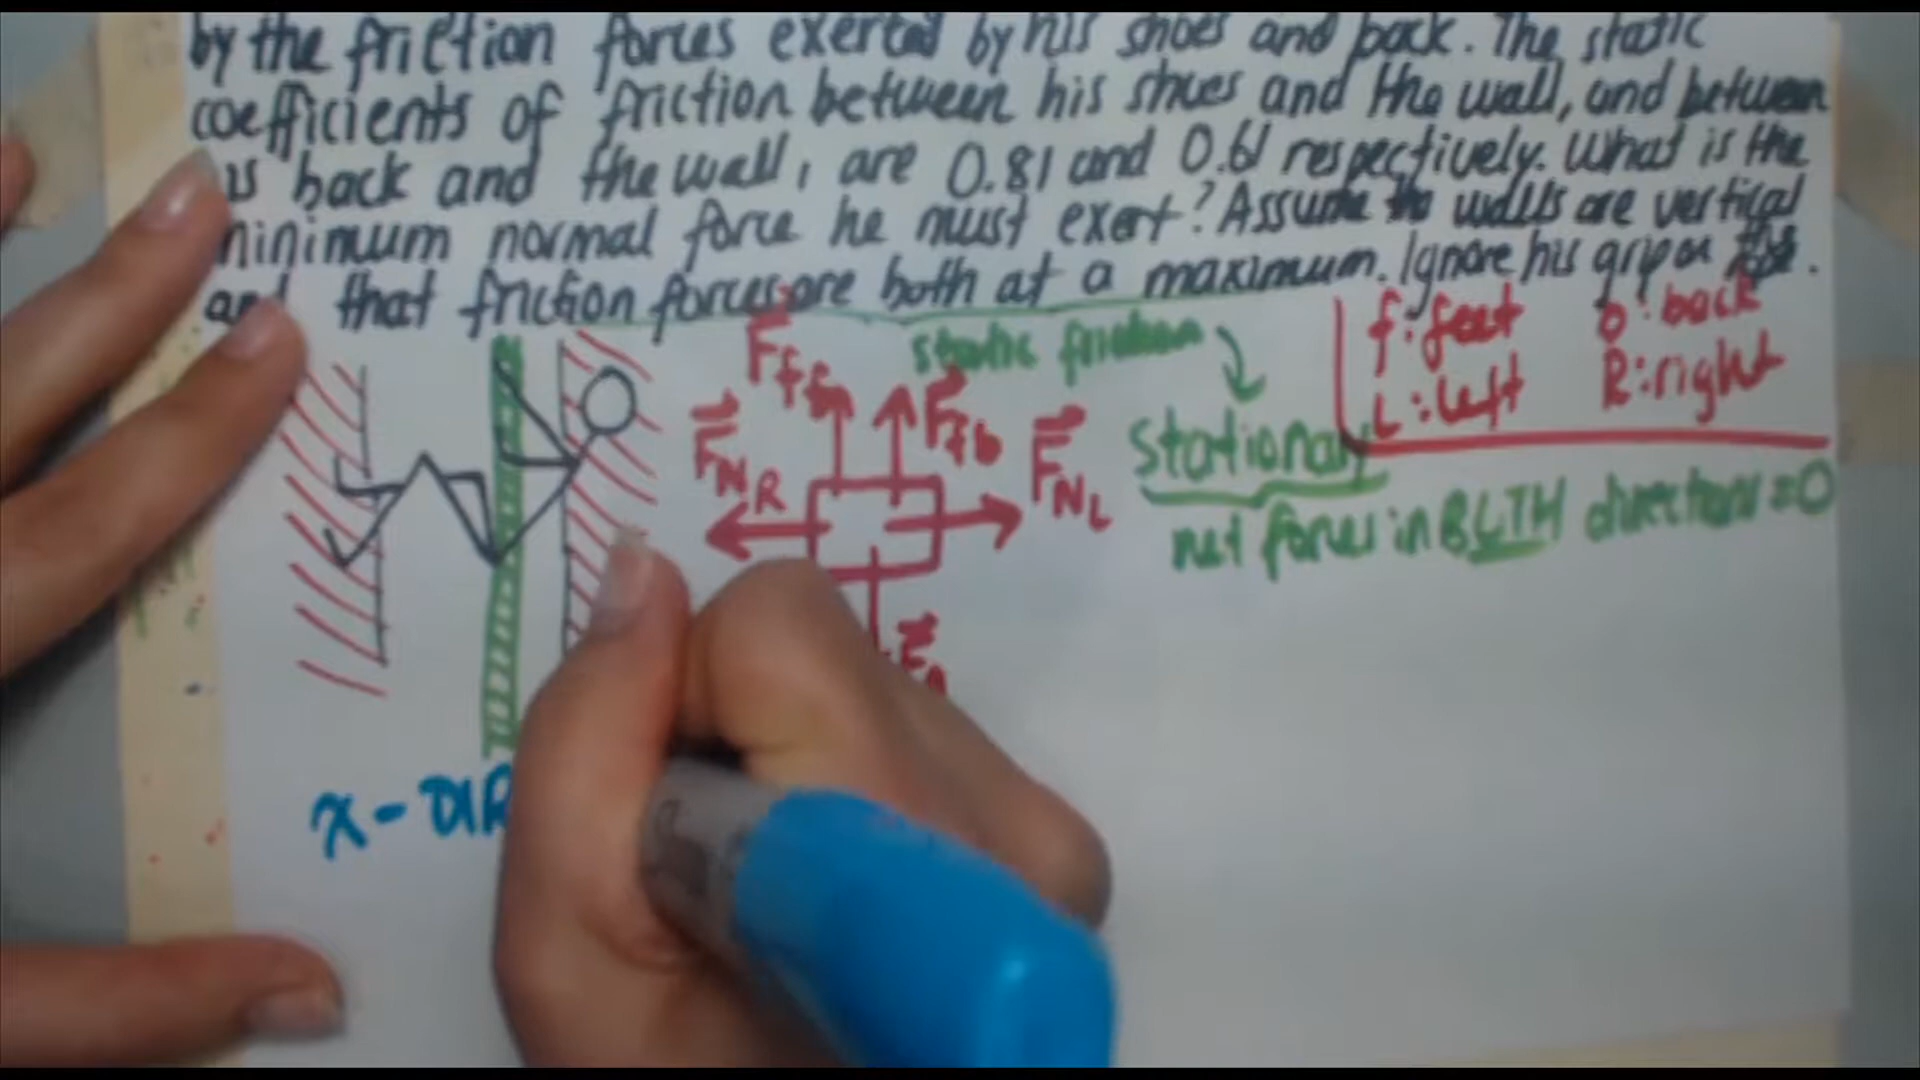 by the friction forces exerted by his shoes and back. The static
coefficients of friction between his shoes and the wall, and between
is back and the wall, are 0.81 and 0.61 respectively. What is the
minimum normal force he must exert? Assume the walls are vertical
and that friction forces are both at a maximum. Ignore his grip on the
f: feet b: back
L: left R: right
static friction
F f f
F f b
F N R
F N L
F g
stationary
net forces in BOTH directions = 0
x - DIR